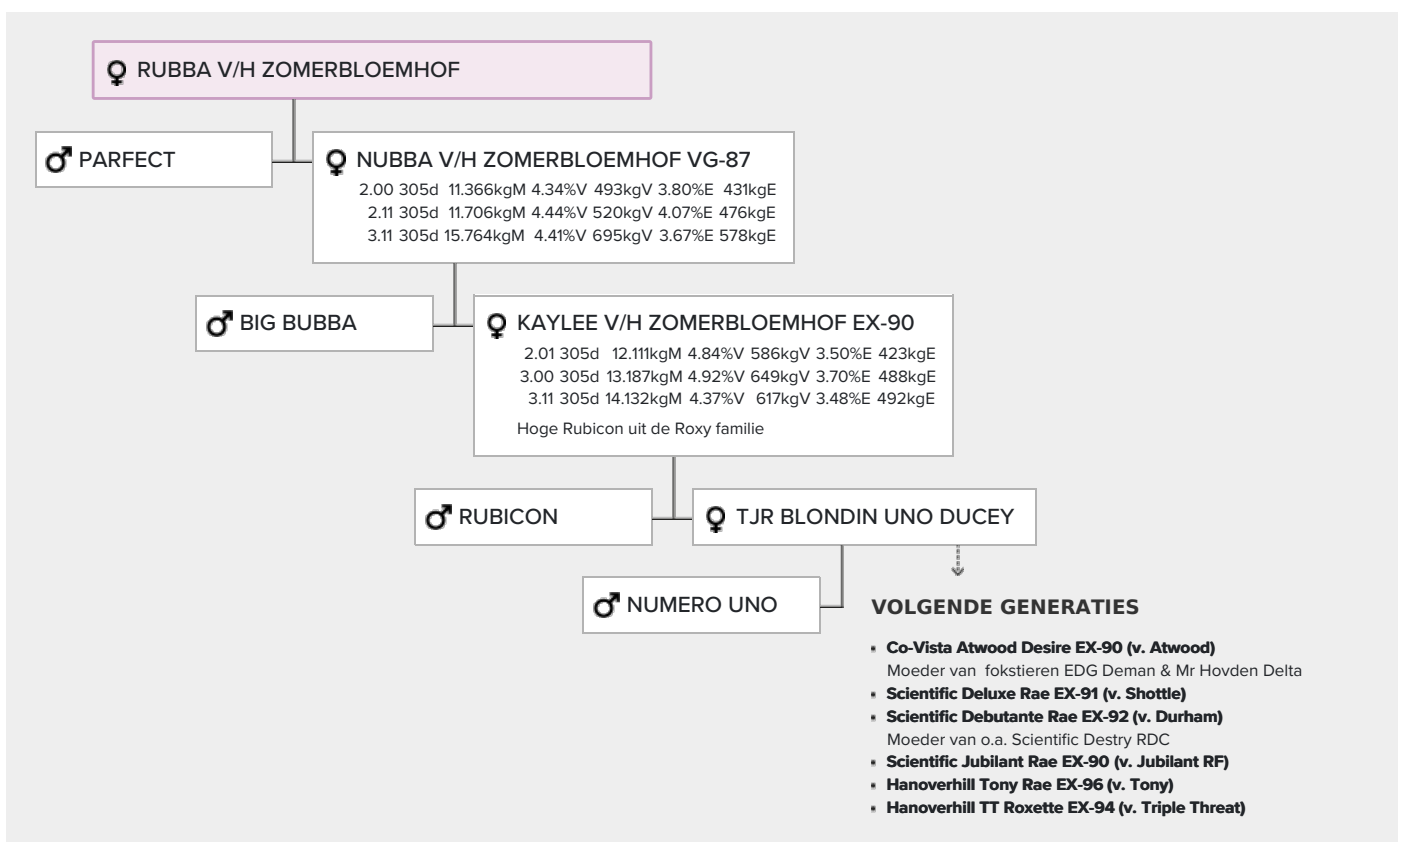 RUBBA V/H ZOMERBLOEMHOF
PARFECT
NUBBA V/H ZOMERBLOEMHOF VG-87
2.00 305d 11.366kgM 4.34%V 493kgV 3.80%E 431kgE
2.11 305d 11.706kgM 4.44%V 520kgV 4.07%E 476kgE
3.11 305d 15.764kgM 4.41%V 695kgV 3.67%E 578kgE
BIG BUBBA
KAYLEE V/H ZOMERBLOEMHOF EX-90
2.01 305d 12.111kgM 4.84%V 586kgV 3.50%E 423kgE
3.00 305d 13.187kgM 4.92%V 649kgV 3.70%E 488kgE
3.11 305d 14.132kgM 4.37%V 617kgV 3.48%E 492kgE
Hoge Rubicon uit de Roxy familie
RUBICON
TJR BLONDIN UNO DUCEY
NUMERO UNO
VOLGENDE GENERATIES
Co-Vista Atwood Desire EX-90 (v. Atwood)
Moeder van fokstieren EDG Deman & Mr Hovden Delta
Scientific Deluxe Rae EX-91 (v. Shottle)
Scientific Debutante Rae EX-92 (v. Durham)
Moeder van o.a. Scientific Destry RDC
Scientific Jubilant Rae EX-90 (v. Jubilant RF)
Hanoverhill Tony Rae EX-96 (v. Tony)
Hanoverhill TT Roxette EX-94 (v. Triple Threat)